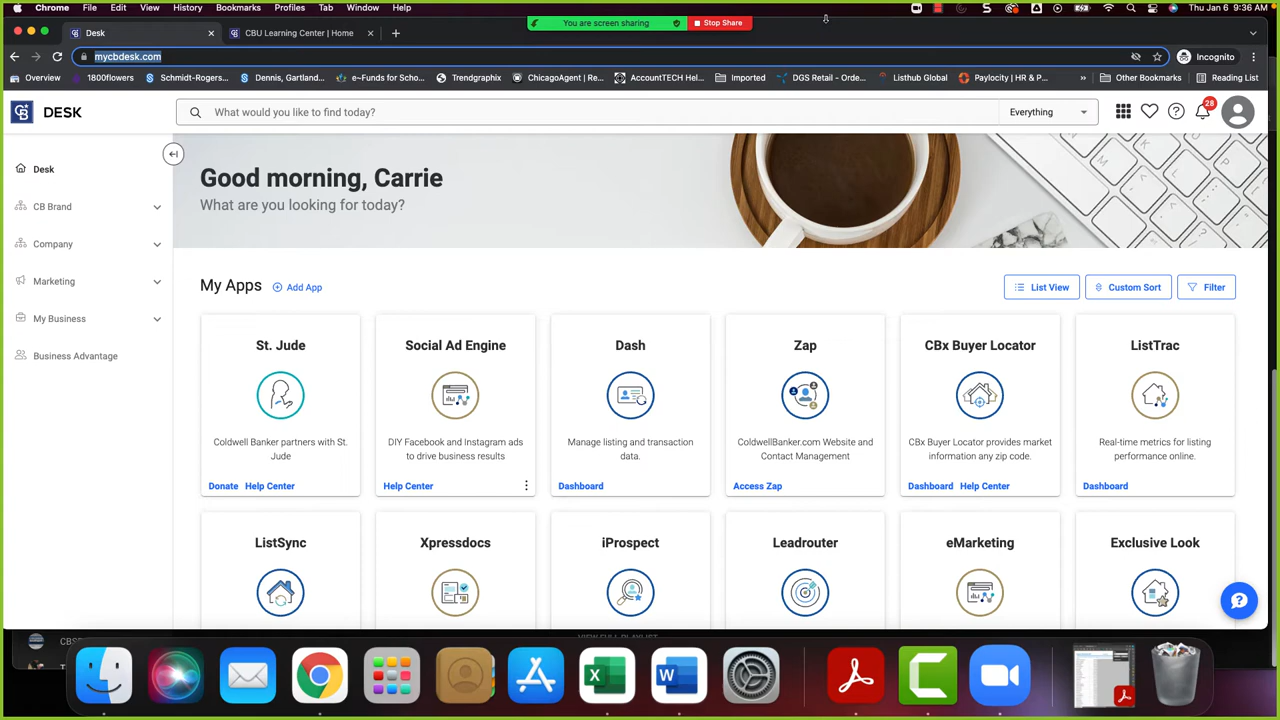 Chrome File Edit View History Bookmarks Profiles Tab Window Help
Thu Jan 6 9:36 AM
You are screen sharing Stop Share
Desk
CBU Learning Center | Home
mycbdesk.com
Incognito
Overview 1800flowers Schmidt-Rogers... Dennis, Gartland... e-Funds for Scho... Trendgraphix ChicagoAgent | Re... AccountTECH Hel... Imported DGS Retail - Orde... Listhub Global Paylocity | HR & P... » Other Bookmarks Reading List
CB DESK
What would you like to find today?
Everything
28
Desk
CB Brand
Company
Marketing
My Business
Business Advantage
Good morning, Carrie
What are you looking for today?
My Apps
Add App
List View
Custom Sort
Filter
St. Jude
Coldwell Banker partners with St. Jude
Donate Help Center
Social Ad Engine
DIY Facebook and Instagram ads to drive business results
Help Center
Dash
Manage listing and transaction data.
Dashboard
Zap
ColdwellBanker.com Website and Contact Management
Access Zap
CBx Buyer Locator
CBx Buyer Locator provides market information any zip code.
Dashboard Help Center
ListTrac
Real-time metrics for listing performance online.
Dashboard
ListSync
Xpressdocs
iProspect
Leadrouter
eMarketing
Exclusive Look
VIEW FULL PLAYLIST